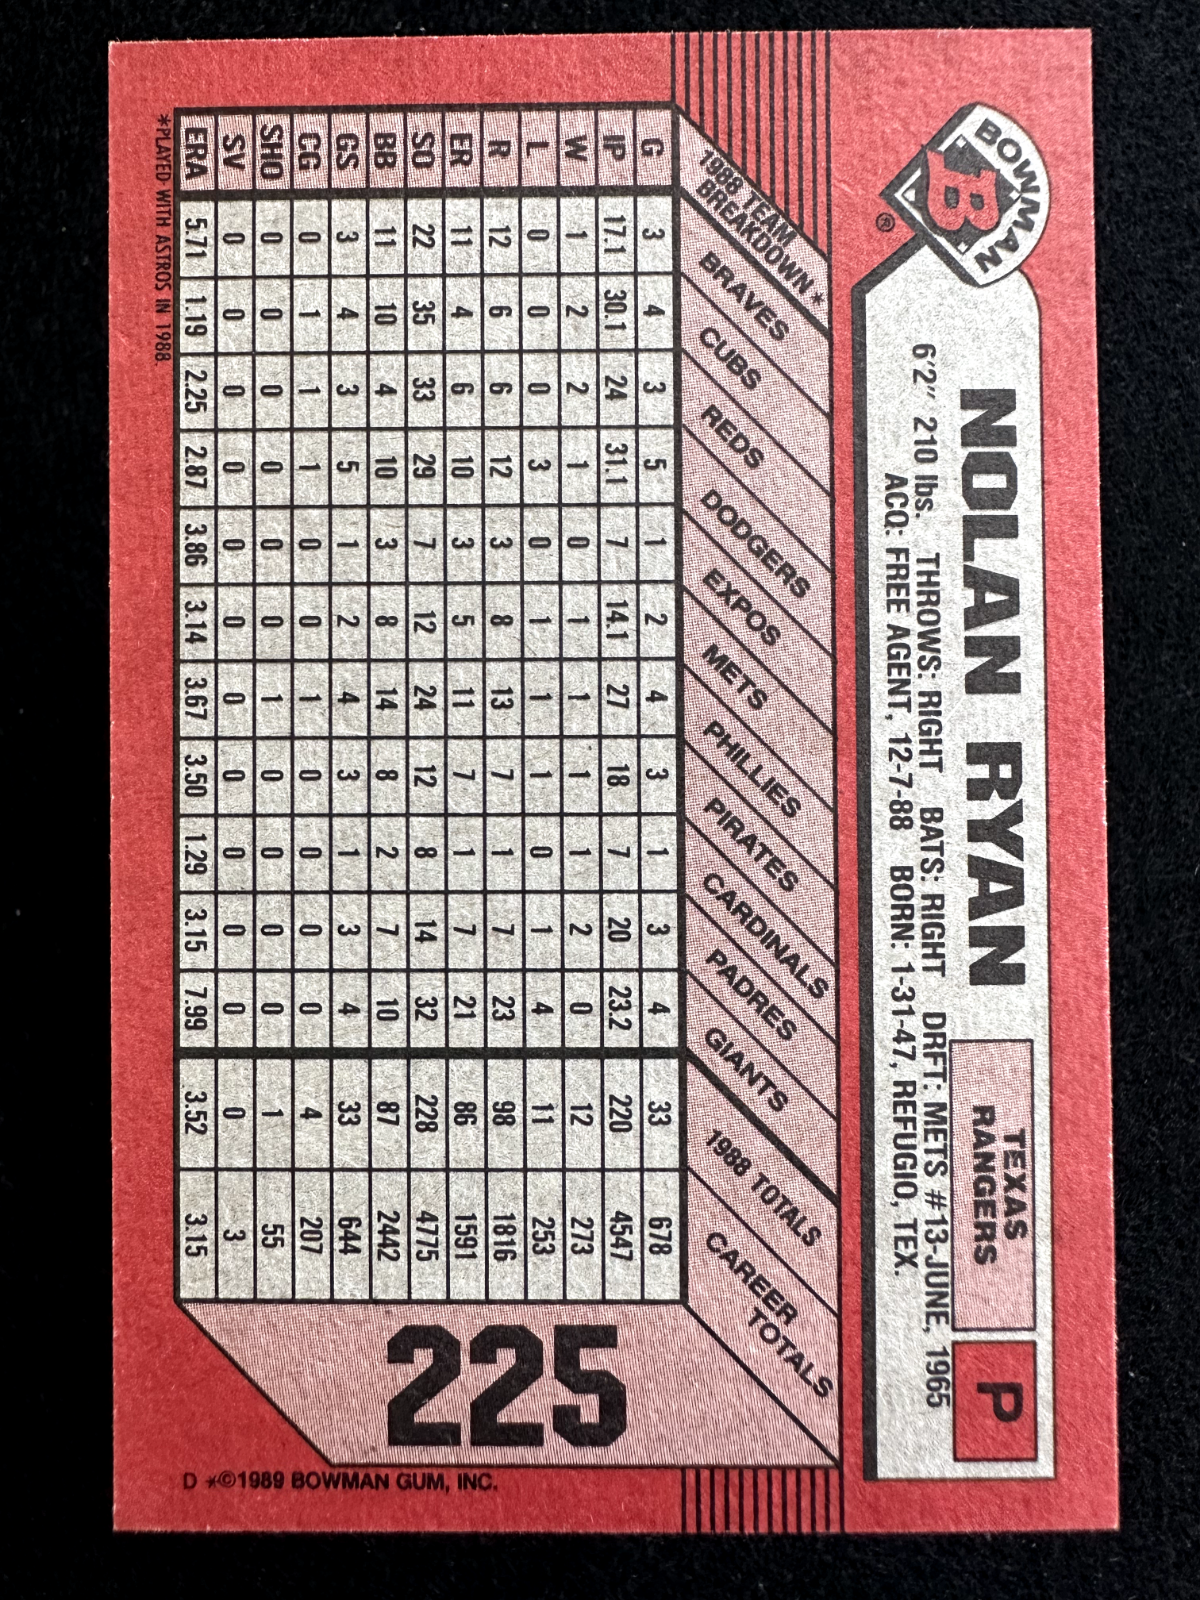 BOWMAN
B
®
NOLAN RYAN
TEXAS
RANGERS
P
6'2" 210 lbs. THROWS: RIGHT BATS: RIGHT DRFT: METS #13-JUNE, 1965
ACQ: FREE AGENT, 12-7-88 BORN: 1-31-47, REFUGIO, TEX.
1988 TEAM
BREAKDOWN*
BRAVES CUBS REDS DODGERS EXPOS METS PHILLIES PIRATES CARDINALS PADRES GIANTS 1988 TOTALS CAREER TOTALS
G 3 4 3 5 1 2 4 3 1 3 4 33 678
IP 17.1 30.1 24 31.1 7 14.1 27 18 7 20 23.2 220 4547
W 1 2 2 1 0 1 1 1 1 2 0 12 273
L 0 0 0 3 0 1 1 1 0 1 4 11 253
R 12 6 6 12 3 8 13 7 1 7 23 98 1816
ER 11 4 6 10 3 5 11 7 1 7 21 86 1591
SO 22 35 33 29 7 12 24 12 8 14 32 228 4775
BB 11 10 4 10 3 8 14 8 2 7 10 87 2442
GS 3 4 3 5 1 2 4 3 1 3 4 33 644
CG 0 1 1 1 0 0 1 0 0 0 0 4 207
SHO 0 0 0 0 0 0 1 0 0 0 0 1 55
SV 0 0 0 0 0 0 0 0 0 0 0 0 3
ERA 5.71 1.19 2.25 2.87 3.86 3.14 3.67 3.50 1.29 3.15 7.99 3.52 3.15
*PLAYED WITH ASTROS IN 1988.
225
D *©1989 BOWMAN GUM, INC.